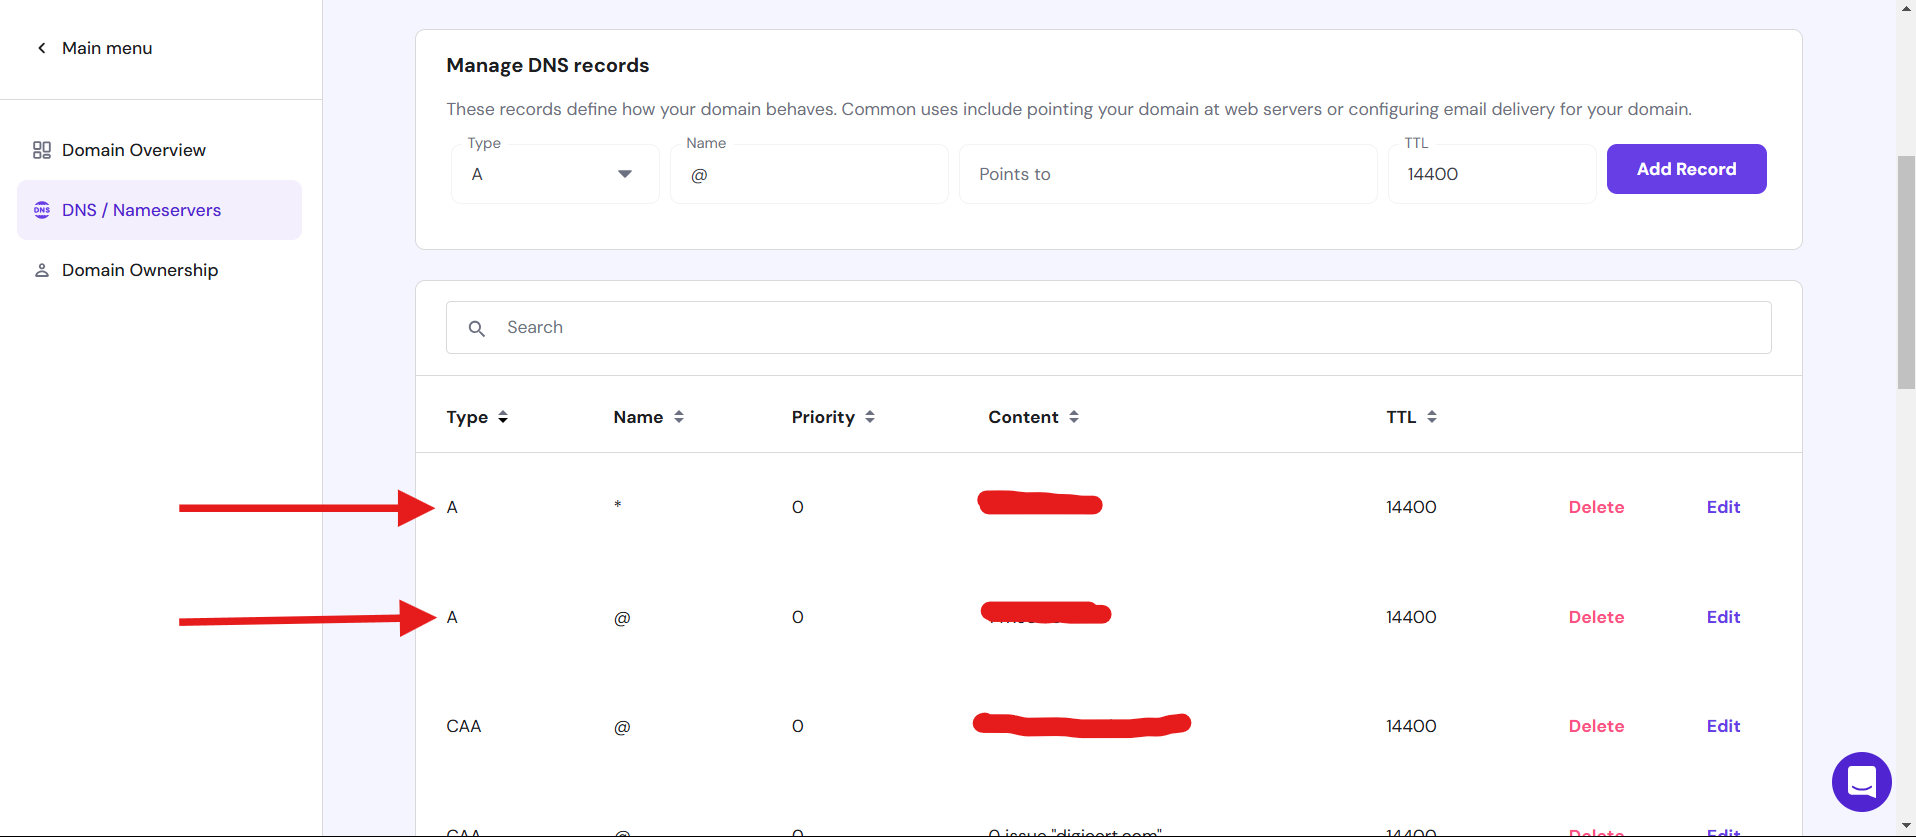 Main menu
Domain Overview
DNS DNS / Nameservers
Domain Ownership
Manage DNS records
These records define how your domain behaves. Common uses include pointing your domain at web servers or configuring email delivery for your domain.
Type Name TTL
A @ Points to 14400 Add Record
Search
Type Name Priority Content TTL
A * 0 14400 Delete Edit
A @ 0 14400 Delete Edit
CAA @ 0 14400 Delete Edit
CAA @ 0 0 issue "digicert.com" 14400 Delete Edit